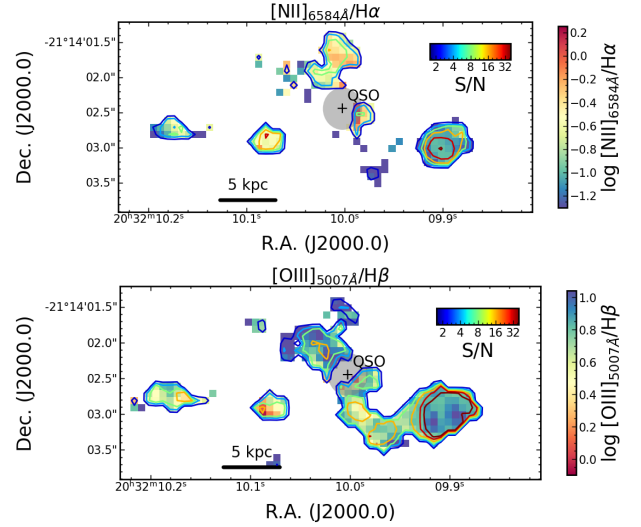 [NII]6584Å/Hα
-21°14'01.5"
02.0"
02.5"
03.0"
03.5"
QSO
2 4 8 16 32
S/N
5 kpc
20ʰ32ᵐ10.2ˢ 10.1ˢ 10.0ˢ 09.9ˢ
R.A. (J2000.0)
Dec. (J2000.0)
0.2
0.0
−0.2
−0.4
−0.6
−0.8
−1.0
−1.2
log [NII]6584Å/Hα
[OIII]5007Å/Hβ
-21°14'01.5"
02.0"
02.5"
03.0"
03.5"
QSO
2 4 8 16 32
S/N
5 kpc
20ʰ32ᵐ10.2ˢ 10.1ˢ 10.0ˢ 09.9ˢ
R.A. (J2000.0)
Dec. (J2000.0)
1.0
0.8
0.6
0.4
0.2
0.0
log [OIII]5007Å/Hβ